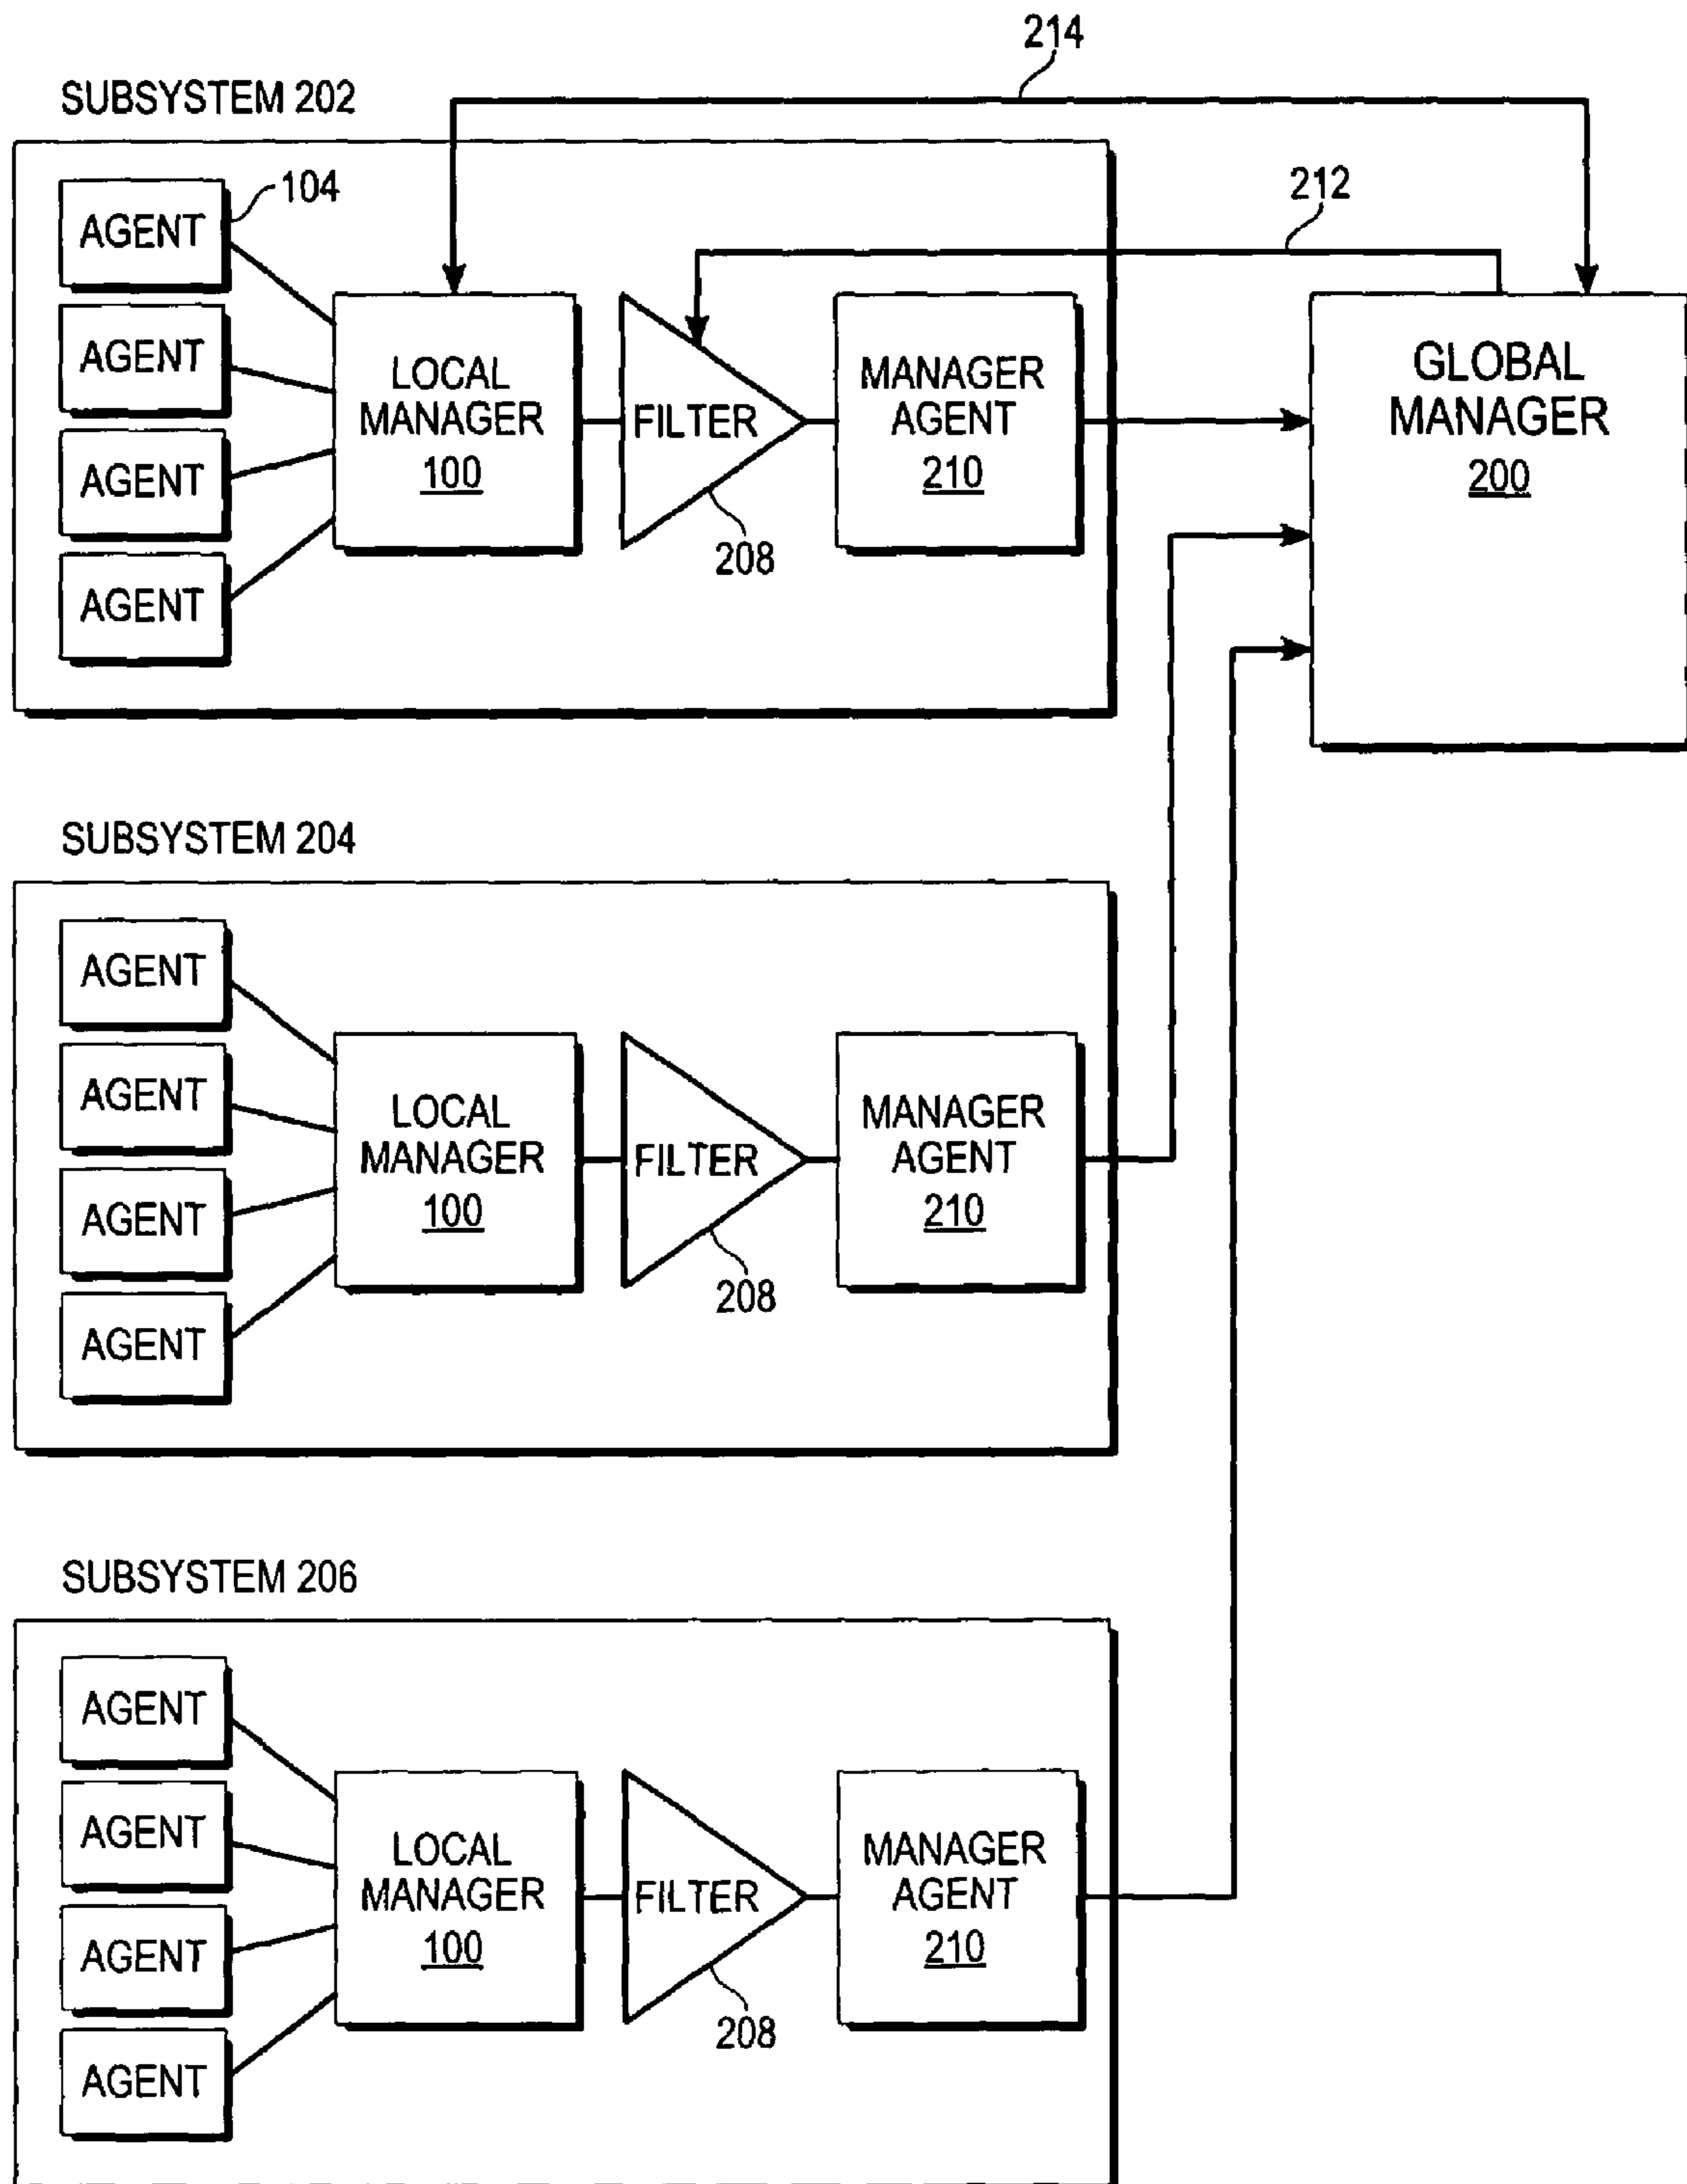 214
SUBSYSTEM 202
212
104
AGENT
AGENT
AGENT
AGENT
LOCAL
MANAGER
100
FILTER
208
MANAGER
AGENT
210
GLOBAL
MANAGER
200
SUBSYSTEM 204
AGENT
AGENT
AGENT
AGENT
LOCAL
MANAGER
100
FILTER
208
MANAGER
AGENT
210
SUBSYSTEM 206
AGENT
AGENT
AGENT
AGENT
LOCAL
MANAGER
100
FILTER
208
MANAGER
AGENT
210